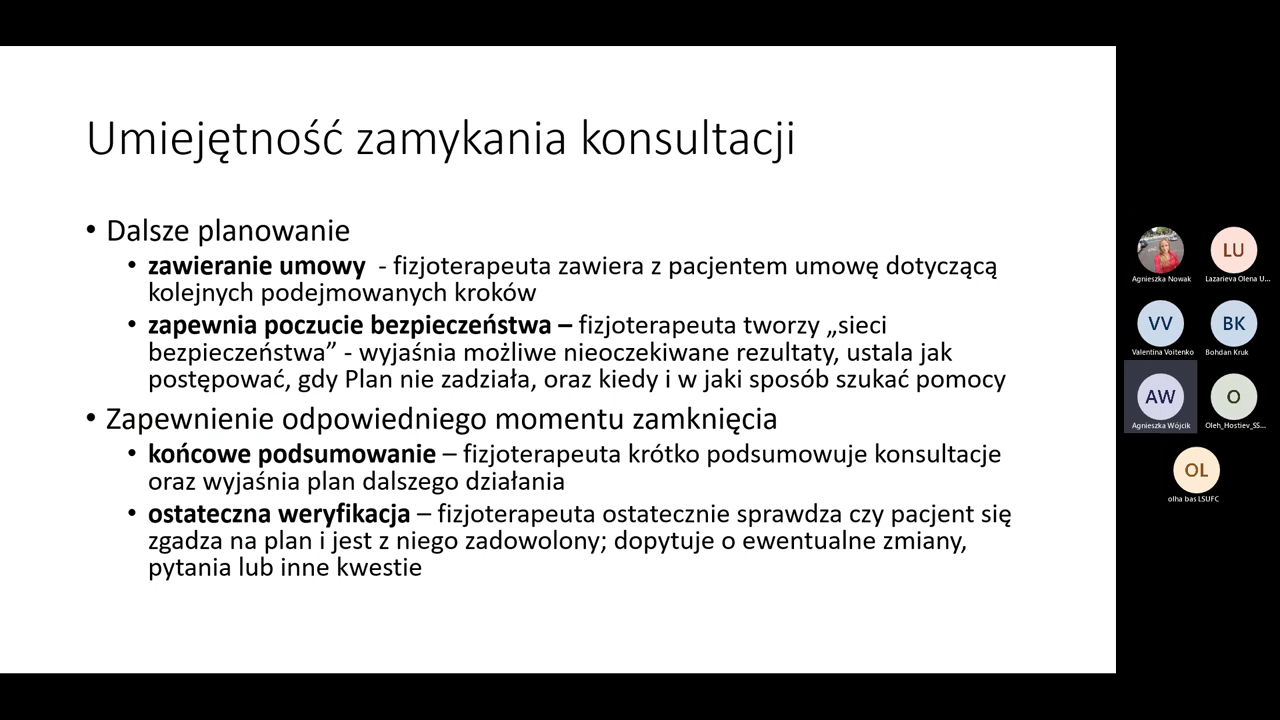 Umiejętność zamykania konsultacji
• Dalsze planowanie
• zawieranie umowy - fizjoterapeuta zawiera z pacjentem umowę dotyczącą
kolejnych podejmowanych kroków
• zapewnia poczucie bezpieczeństwa – fizjoterapeuta tworzy „sieci
bezpieczeństwa” - wyjaśnia możliwe nieoczekiwane rezultaty, ustala jak
postępować, gdy Plan nie zadziała, oraz kiedy i w jaki sposób szukać pomocy
• Zapewnienie odpowiedniego momentu zamknięcia
• końcowe podsumowanie – fizjoterapeuta krótko podsumowuje konsultacje
oraz wyjaśnia plan dalszego działania
• ostateczna weryfikacja – fizjoterapeuta ostatecznie sprawdza czy pacjent się
zgadza na plan i jest z niego zadowolony; dopytuje o ewentualne zmiany,
pytania lub inne kwestie
LU
Agnieszka Nowak
Lazarieva Olena U...
VV
BK
Valentina Voitenko
Bohdan Kruk
AW
O
Agnieszka Wójcik
Oleh_Hostiev_SS...
OL
olha bas LSUFC